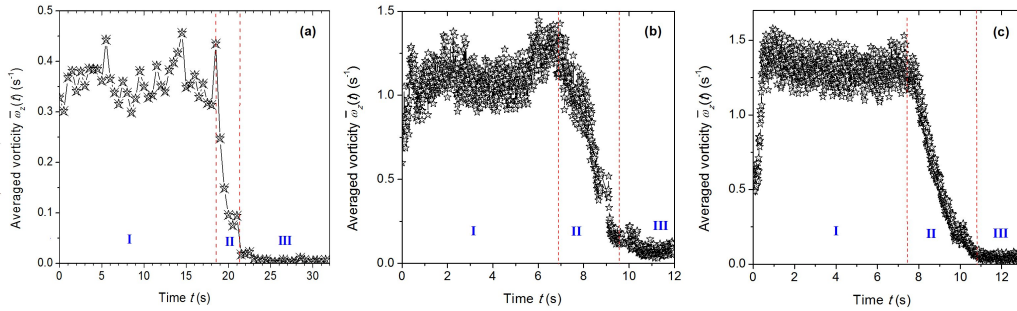 (a)
0.5
0.4
0.3
0.2
0.1
0.0
Averaged vorticity ω̄z(t) (s⁻¹)
I
II
III
0 5 10 15 20 25 30
Time t (s)
(b)
1.5
1.0
0.5
0.0
Averaged vorticity ω̄z(t) (s⁻¹)
I
II
III
0 2 4 6 8 10 12
Time t (s)
(c)
1.5
1.0
0.5
0.0
Averaged vorticity ω̄z(t) (s⁻¹)
I
II
III
0 2 4 6 8 10 12
Time t (s)